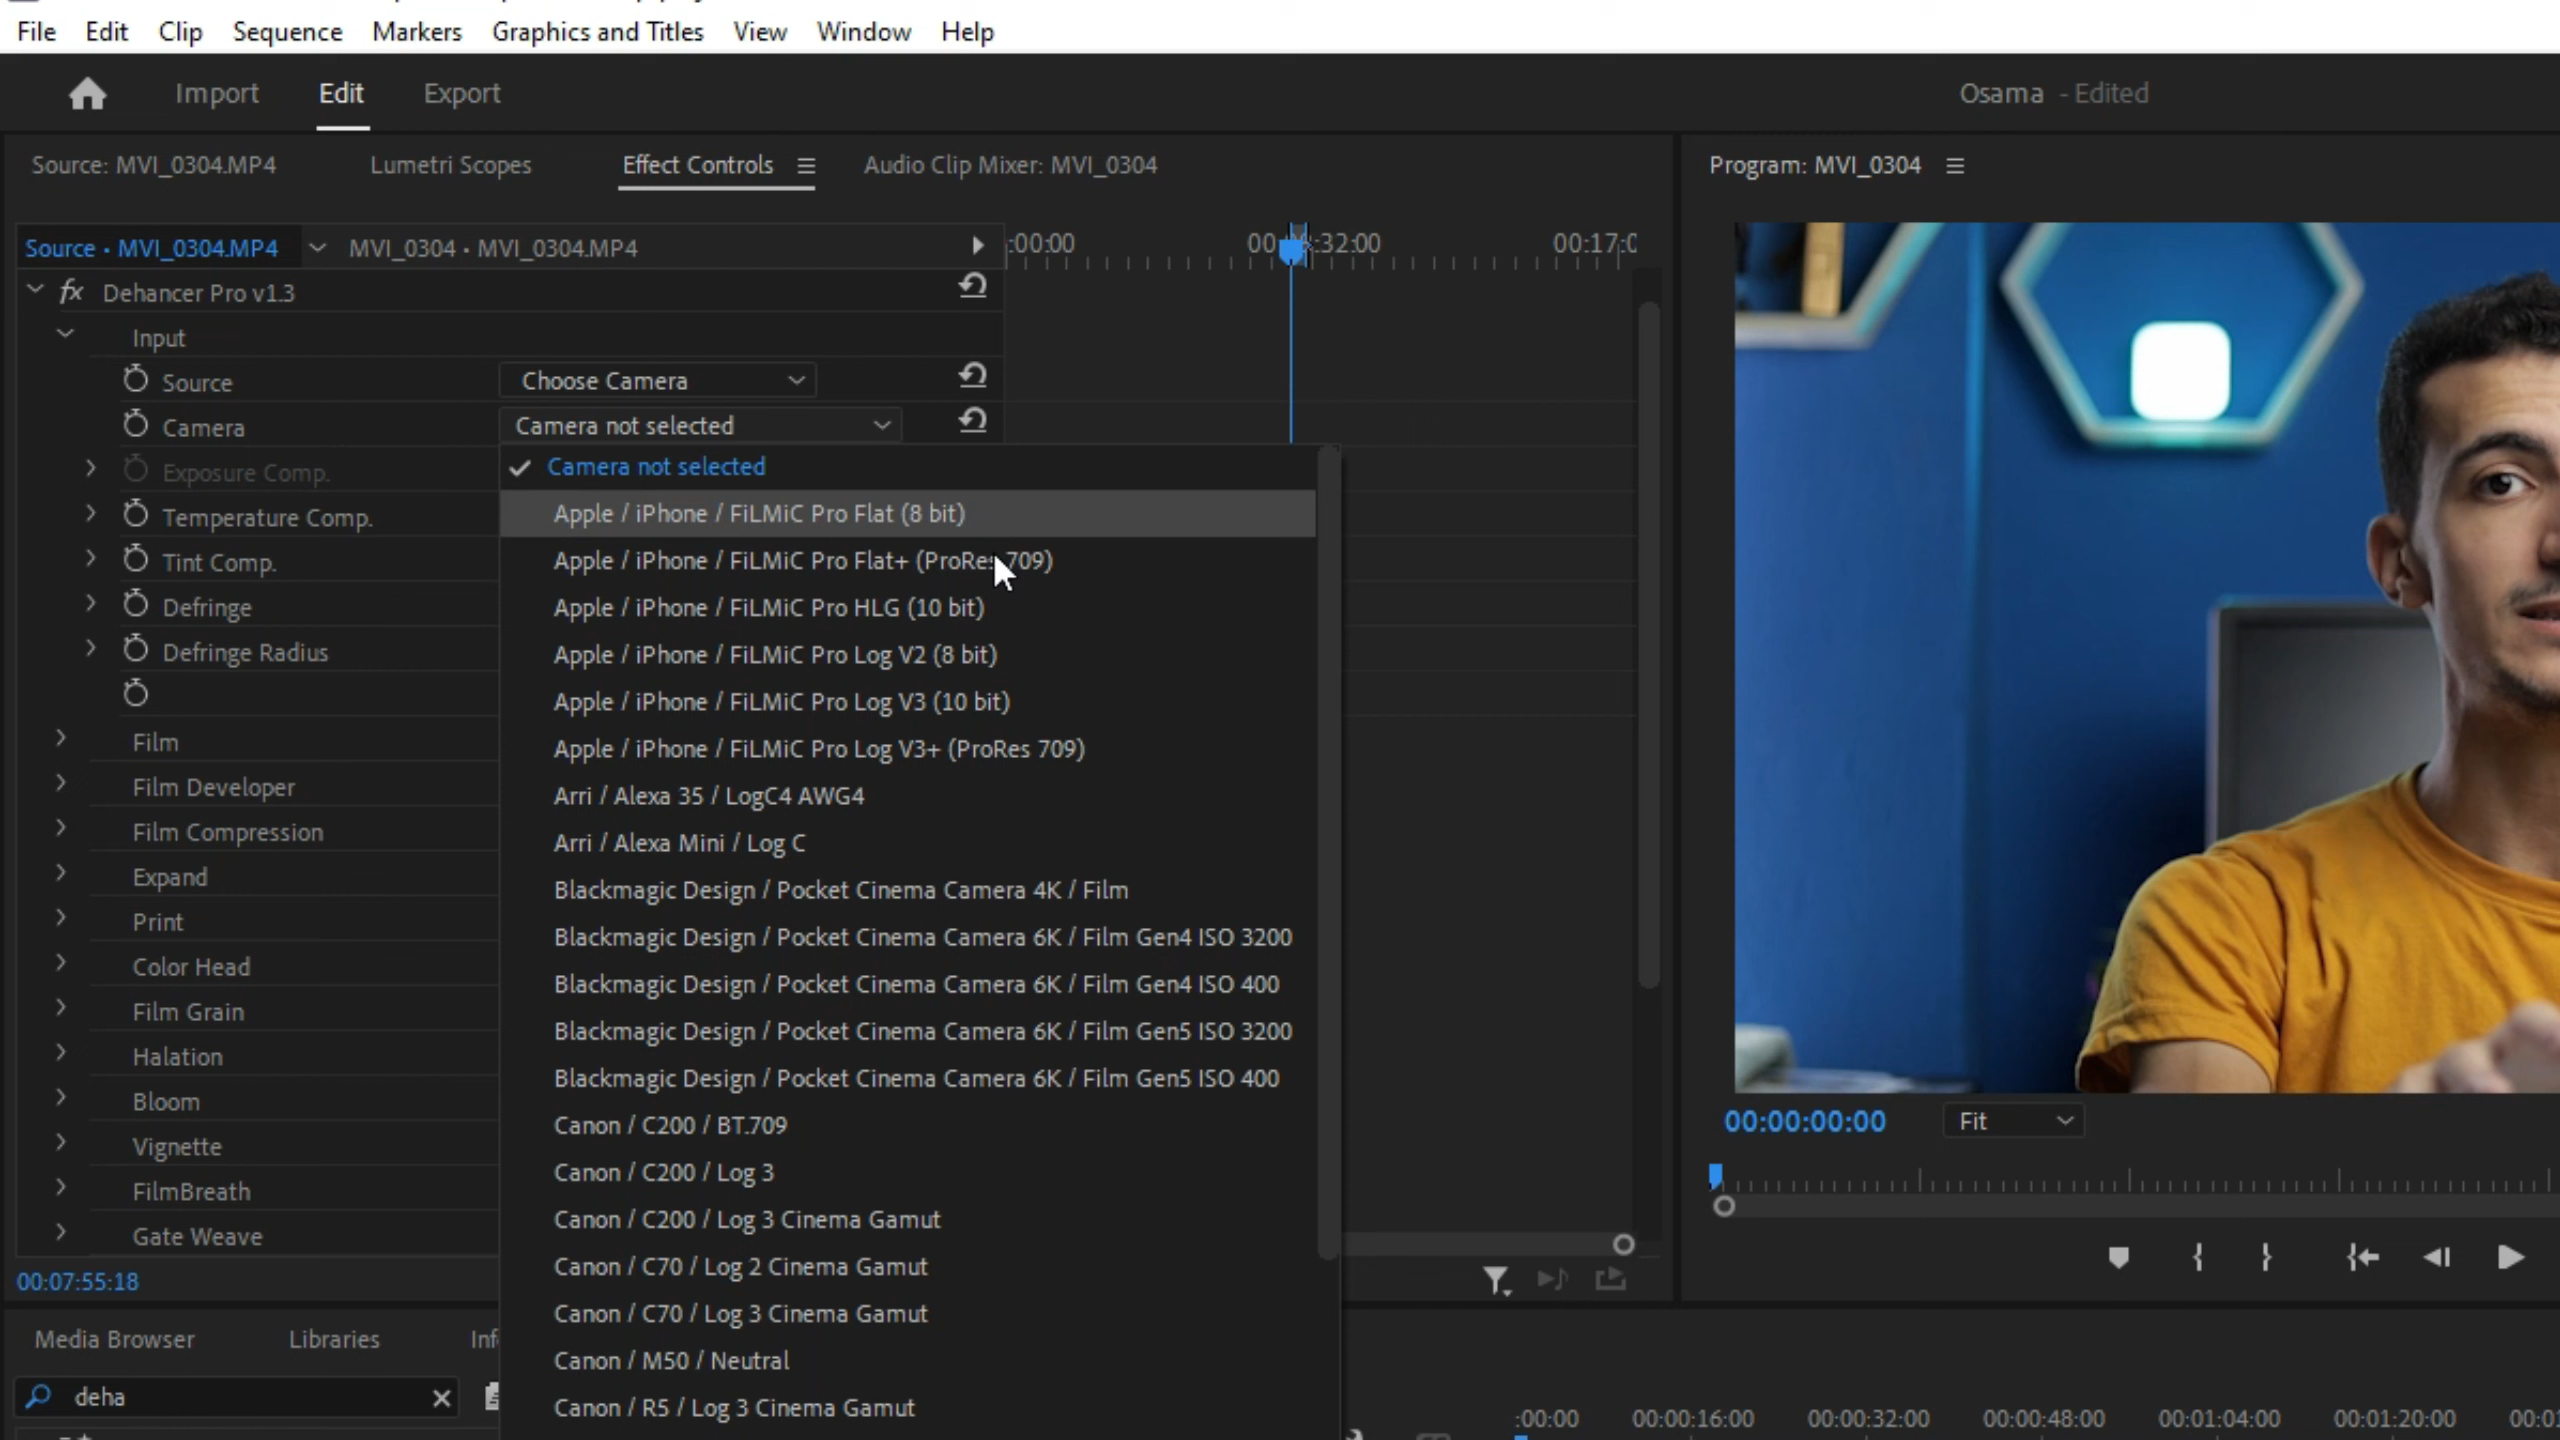 File Edit Clip Sequence Markers Graphics and Titles View Window Help
Import Edit Export
Osama - Edited
Source: MVI_0304.MP4 Lumetri Scopes Effect Controls Audio Clip Mixer: MVI_0304
Program: MVI_0304
Source • MVI_0304.MP4 MVI_0304 • MVI_0304.MP4
:00:00 00:17:0
fx Dehancer Pro v1.3
Input
Source Choose Camera
Camera Camera not selected
Exposure Comp.
Temperature Comp.
Tint Comp.
Defringe
Defringe Radius
Film
Film Developer
Film Compression
Expand
Print
Color Head
Film Grain
Halation
Bloom
Vignette
FilmBreath
Gate Weave
Camera not selected
Apple / iPhone / FiLMiC Pro Flat (8 bit)
Apple / iPhone / FiLMiC Pro Flat+ (ProRes 709)
Apple / iPhone / FiLMiC Pro HLG (10 bit)
Apple / iPhone / FiLMiC Pro Log V2 (8 bit)
Apple / iPhone / FiLMiC Pro Log V3 (10 bit)
Apple / iPhone / FiLMiC Pro Log V3+ (ProRes 709)
Arri / Alexa 35 / LogC4 AWG4
Arri / Alexa Mini / Log C
Blackmagic Design / Pocket Cinema Camera 4K / Film
Blackmagic Design / Pocket Cinema Camera 6K / Film Gen4 ISO 3200
Blackmagic Design / Pocket Cinema Camera 6K / Film Gen4 ISO 400
Blackmagic Design / Pocket Cinema Camera 6K / Film Gen5 ISO 3200
Blackmagic Design / Pocket Cinema Camera 6K / Film Gen5 ISO 400
Canon / C200 / BT.709
Canon / C200 / Log 3
Canon / C200 / Log 3 Cinema Gamut
Canon / C70 / Log 2 Cinema Gamut
Canon / C70 / Log 3 Cinema Gamut
Canon / M50 / Neutral
Canon / R5 / Log 3 Cinema Gamut
00:00:00:00 Fit
00:07:55:18
Media Browser Libraries Inf
deha
:00:00 00:00:16:00 00:00:32:00 00:00:48:00 00:01:04:00 00:01:20:00 00:0